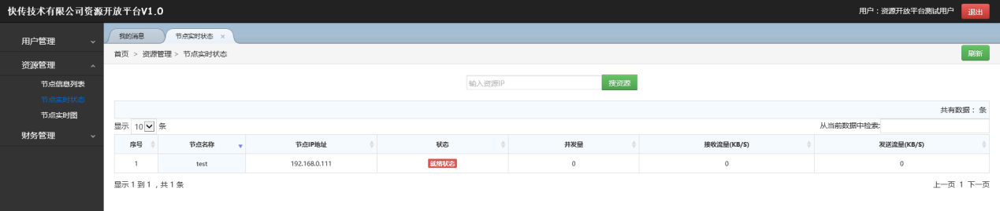 快传技术有限公司资源开放平台V1.0 用户：资源开放平台测试用户 退出
用户管理
资源管理
节点信息列表
节点实时状态
节点实时图
财务管理
我的消息 节点实时状态 ×
首页 > 资源管理 > 节点实时状态 刷新
输入资源IP 搜资源
共有数据： 条
显示 10 条 从当前数据中检索:
序号 节点名称 节点IP地址 状态 并发量 接收流量(KB/S) 发送流量(KB/S)
1 test 192.168.0.111 就绪状态 0 0 0
显示 1 到 1 ，共 1 条 上一页 1 下一页